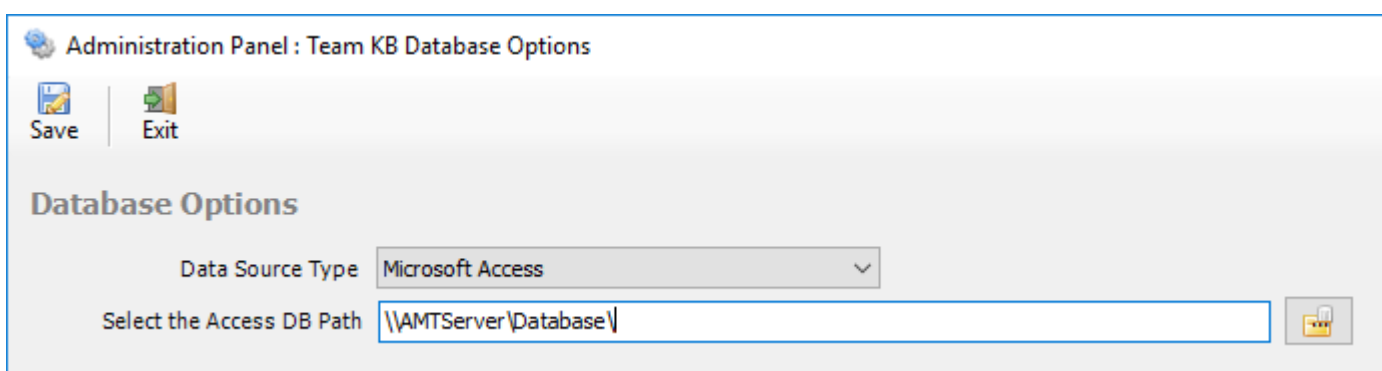 Administration Panel : Team KB Database Options
Save Exit
Database Options
Data Source Type Microsoft Access
Select the Access DB Path \\AMTServer\Database\